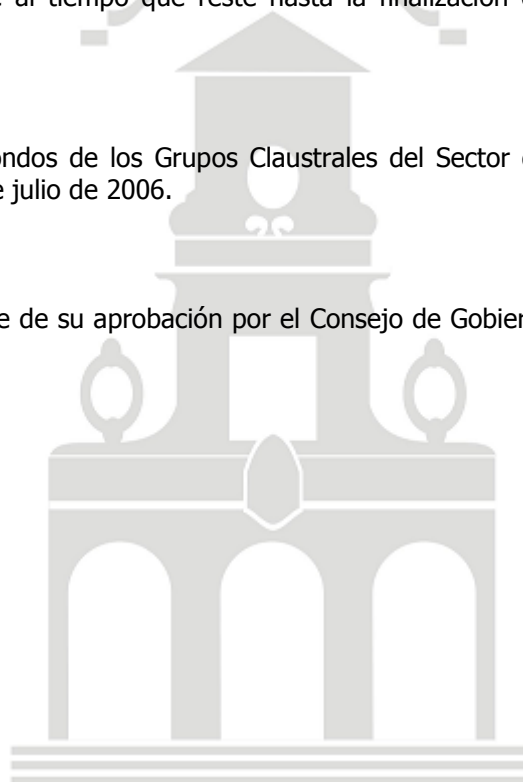 al tiempo que reste hasta la finalización
ondos de los Grupos Claustrales del Sector
e julio de 2006.
e de su aprobación por el Consejo de Gobier